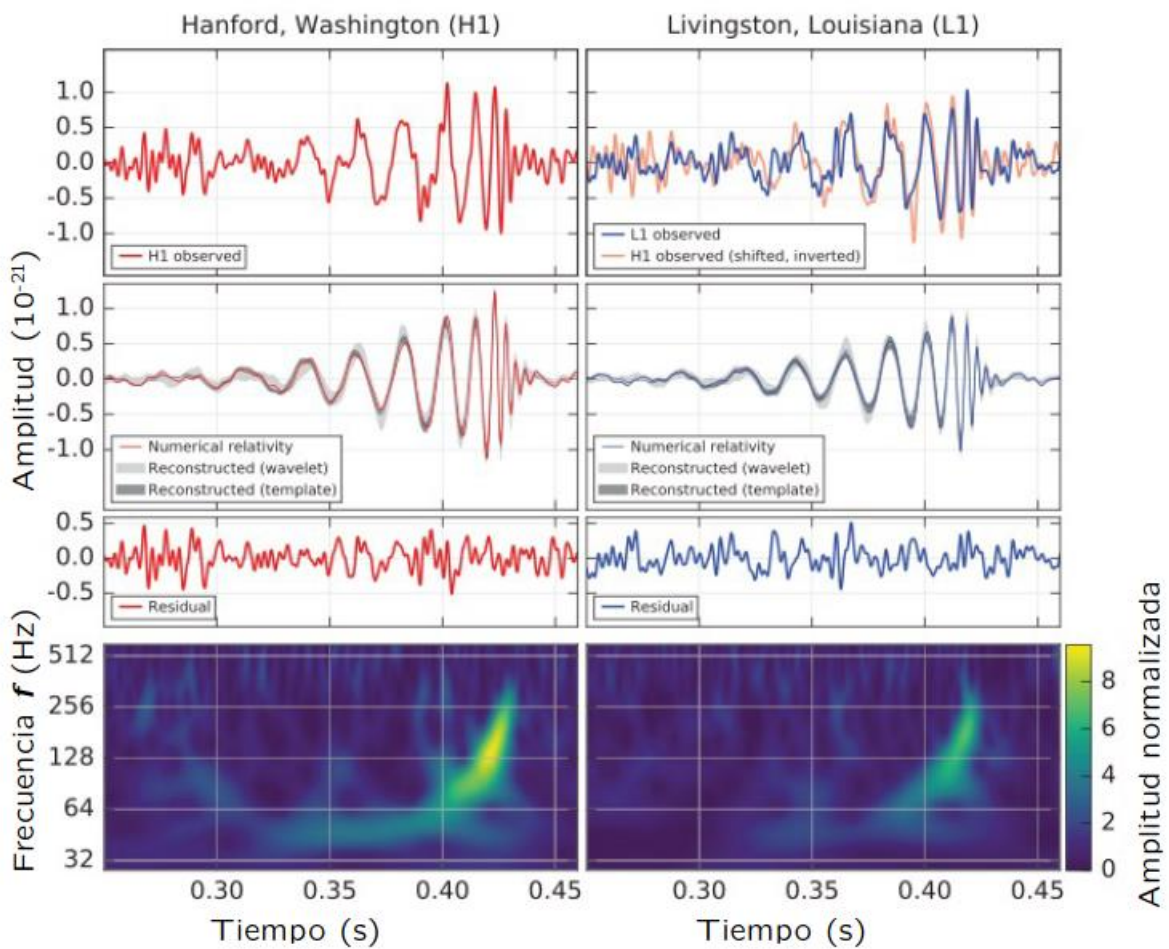 Hanford, Washington (H1)
Livingston, Louisiana (L1)
1.0
0.5
0.0
-0.5
-1.0
H1 observed
L1 observed
H1 observed (shifted, inverted)
Amplitud (10⁻²¹)
1.0
0.5
0.0
-0.5
-1.0
Numerical relativity
Reconstructed (wavelet)
Reconstructed (template)
Numerical relativity
Reconstructed (wavelet)
Reconstructed (template)
0.5
0.0
-0.5
Residual
Residual
Frecuencia f (Hz)
512
256
128
64
32
8
6
4
2
0
Amplitud normalizada
0.30
0.35
0.40
0.45
0.30
0.35
0.40
0.45
Tiempo (s)
Tiempo (s)